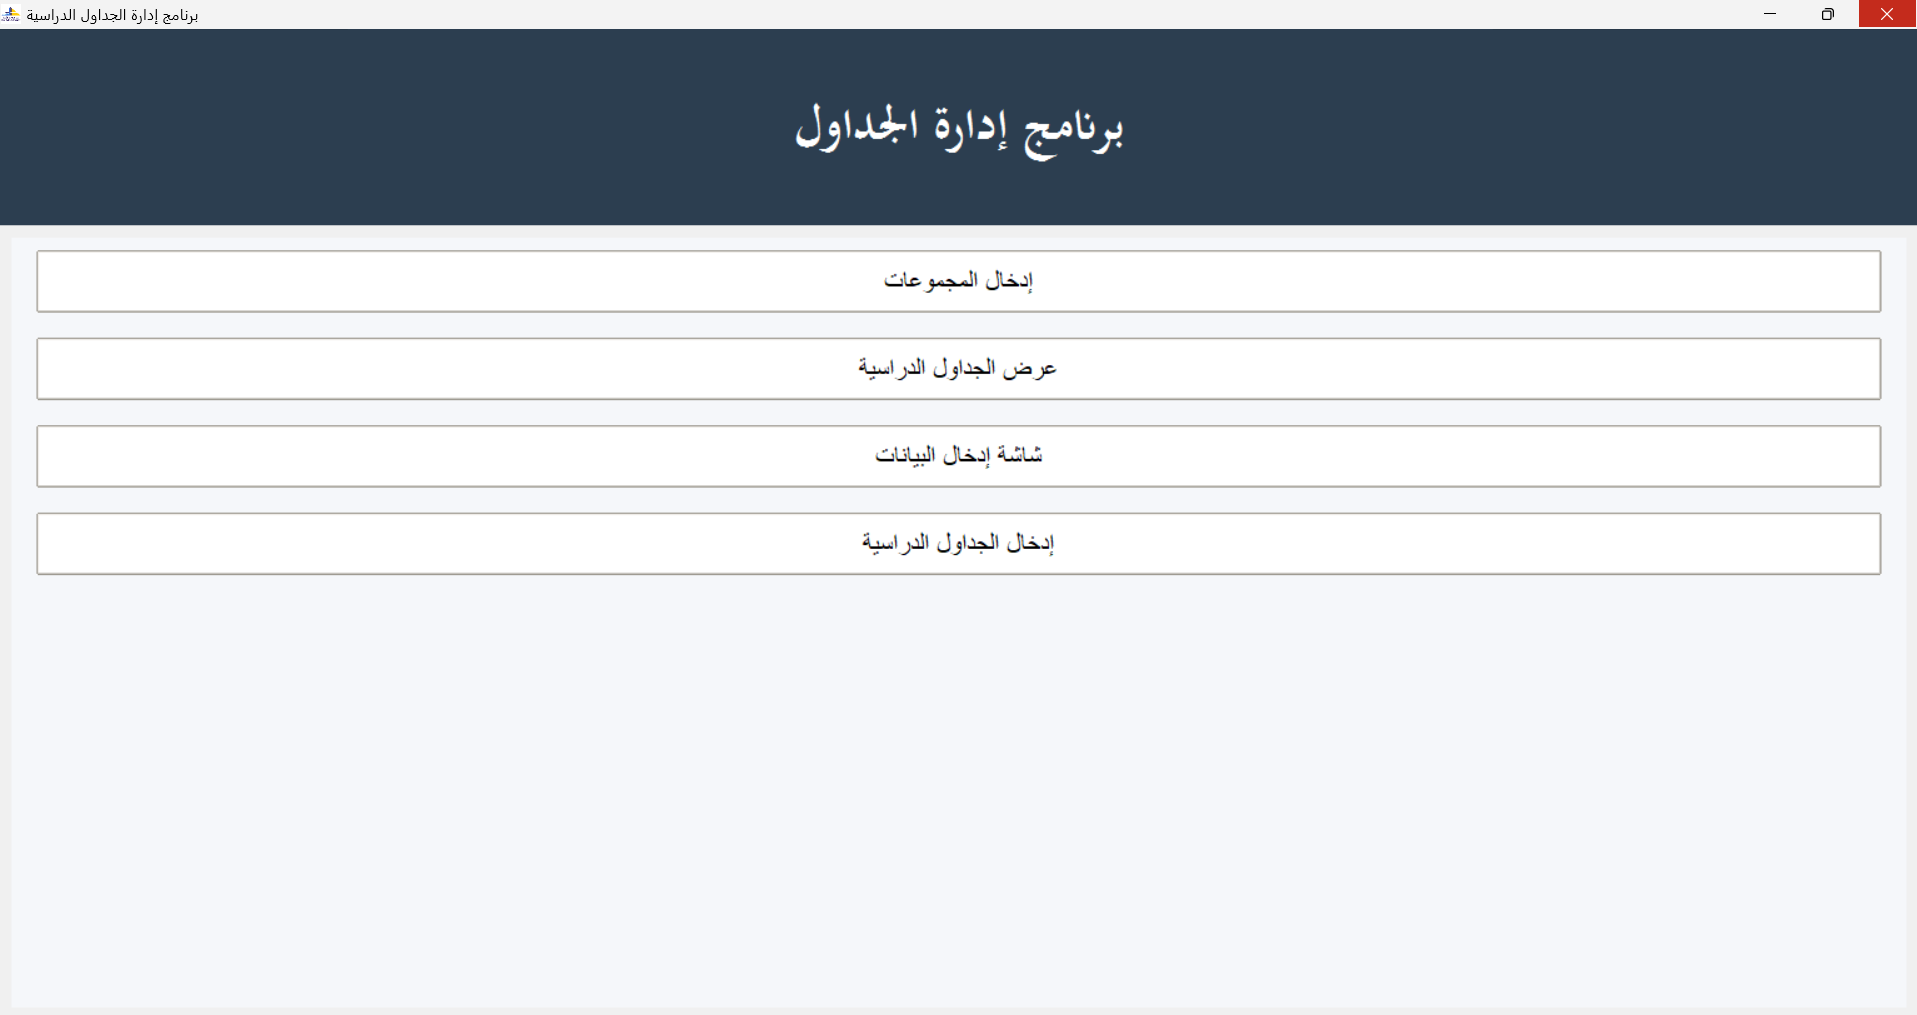 برنامج إدارة الجداول الدراسية
برنامج إدارة الجداول
إدخال المجموعات
عرض الجداول الدراسية
شاشة إدخال البيانات
إدخال الجداول الدراسية